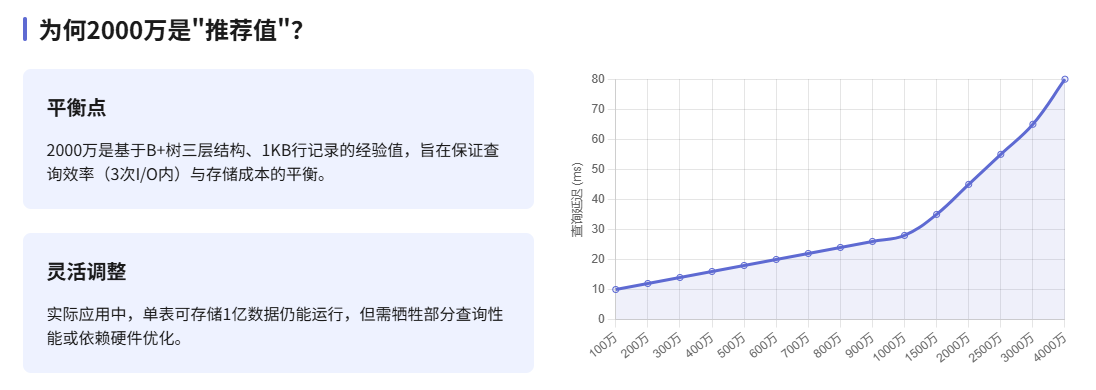 为何2000万是"推荐值"？
平衡点
2000万是基于B+树三层结构、1KB行记录的经验值，旨在保证查
询效率（3次I/O内）与存储成本的平衡。
灵活调整
实际应用中，单表可存储1亿数据仍能运行，但需牺牲部分查询性
能或依赖硬件优化。
查询延迟 (ms)
80
70
60
50
40
30
20
10
0
100万
200万
300万
400万
500万
600万
700万
800万
900万
1000万
1500万
2000万
2500万
3000万
4000万